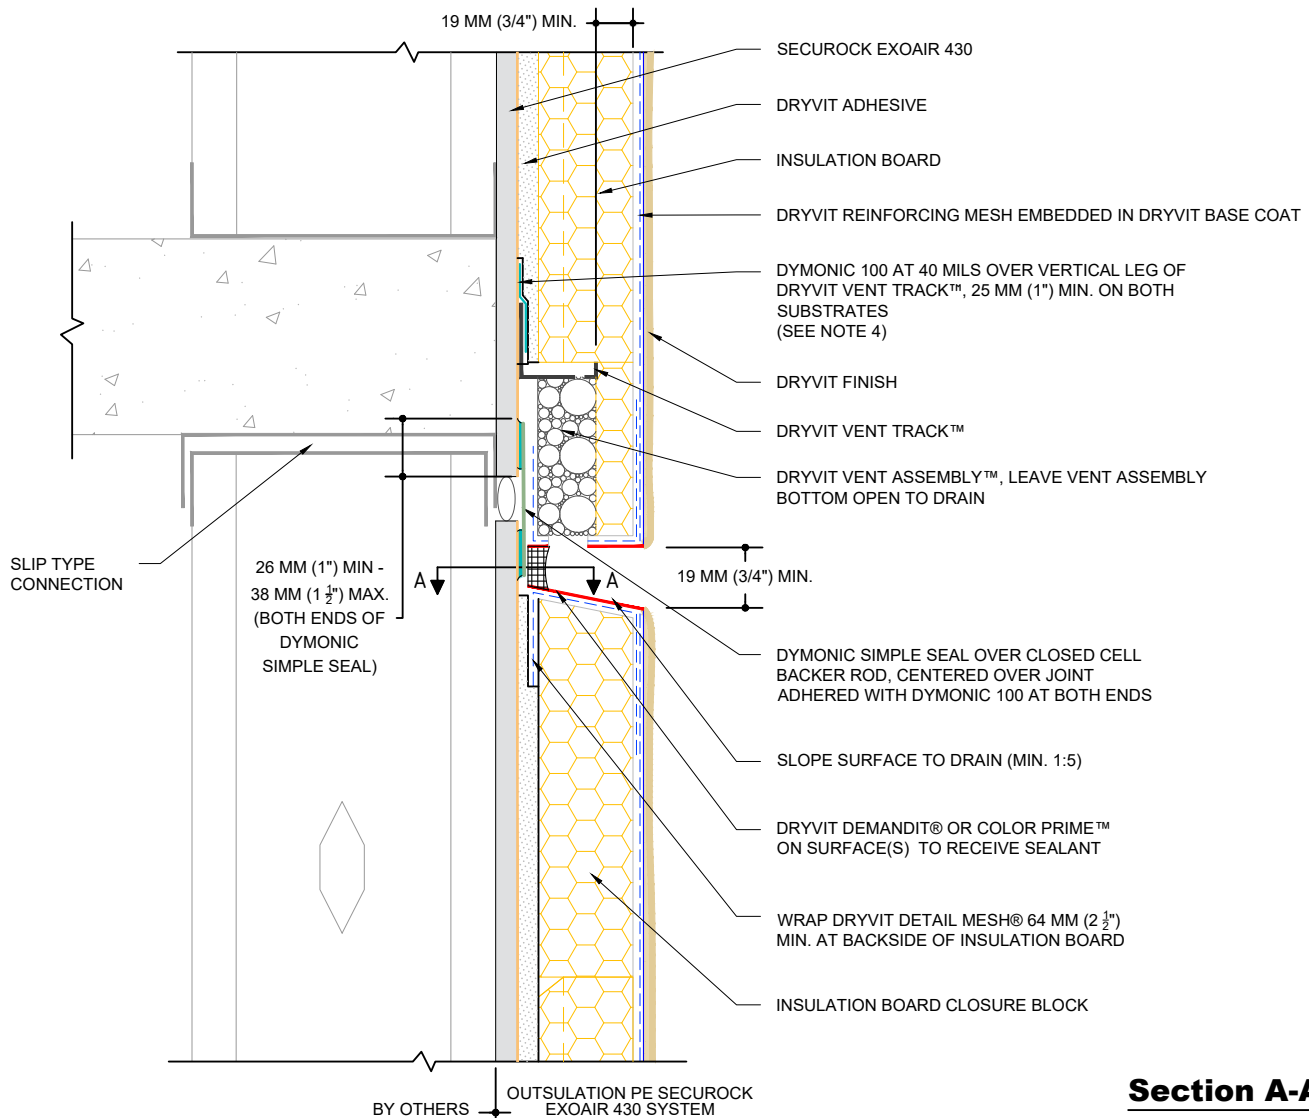 19 MM (3/4") MIN.
SECUROCK EXOAIR 430
DRYVIT ADHESIVE
INSULATION BOARD
DRYVIT REINFORCING MESH EMBEDDED IN DRYVIT BASE COAT
DYMONIC 100 AT 40 MILS OVER VERTICAL LEG OF
DRYVIT VENT TRACK™, 25 MM (1") MIN. ON BOTH
SUBSTRATES
(SEE NOTE 4)
DRYVIT FINISH
DRYVIT VENT TRACK™
DRYVIT VENT ASSEMBLY™, LEAVE VENT ASSEMBLY
BOTTOM OPEN TO DRAIN
SLIP TYPE
CONNECTION
26 MM (1") MIN -
38 MM (1 ½") MAX.
(BOTH ENDS OF
DYMONIC
SIMPLE SEAL)
A
A
19 MM (3/4") MIN.
DYMONIC SIMPLE SEAL OVER CLOSED CELL
BACKER ROD, CENTERED OVER JOINT
ADHERED WITH DYMONIC 100 AT BOTH ENDS
SLOPE SURFACE TO DRAIN (MIN. 1:5)
DRYVIT DEMANDIT® OR COLOR PRIME™
ON SURFACE(S) TO RECEIVE SEALANT
WRAP DRYVIT DETAIL MESH® 64 MM (2 ½")
MIN. AT BACKSIDE OF INSULATION BOARD
INSULATION BOARD CLOSURE BLOCK
BY OTHERS
OUTSULATION PE SECUROCK
EXOAIR 430 SYSTEM
Section A-A